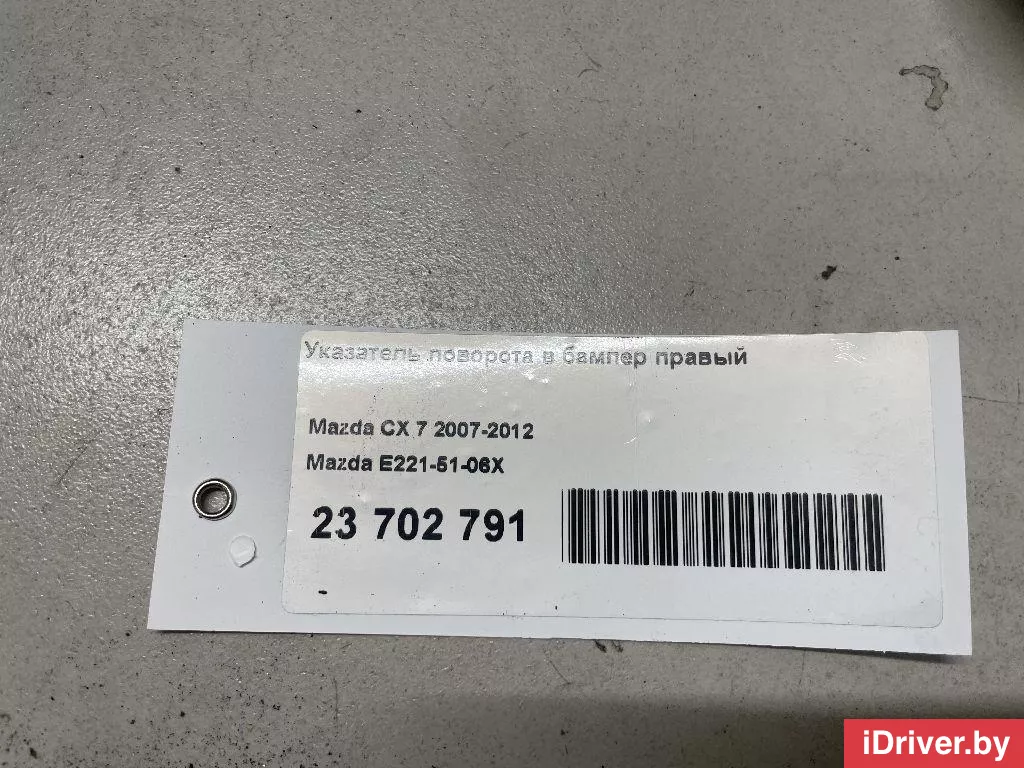 Указатель поворота в бампер правый
Mazda CX 7 2007-2012
Mazda E221-51-06X
23 702 791
iDriver.by